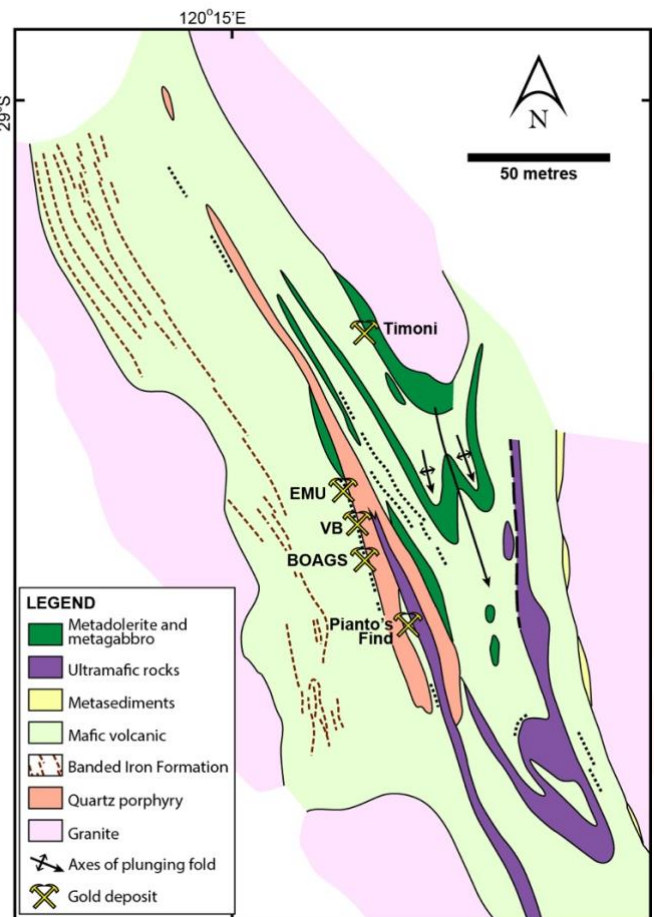 120°15'E
29°S
N
50 metres
Timoni
EMU
VB
BOAGS
Pianto's
Find
LEGEND
Metadolerite and
metagabbro
Ultramafic rocks
Metasediments
Mafic volcanic
Banded Iron Formation
Quartz porphyry
Granite
Axes of plunging fold
Gold deposit